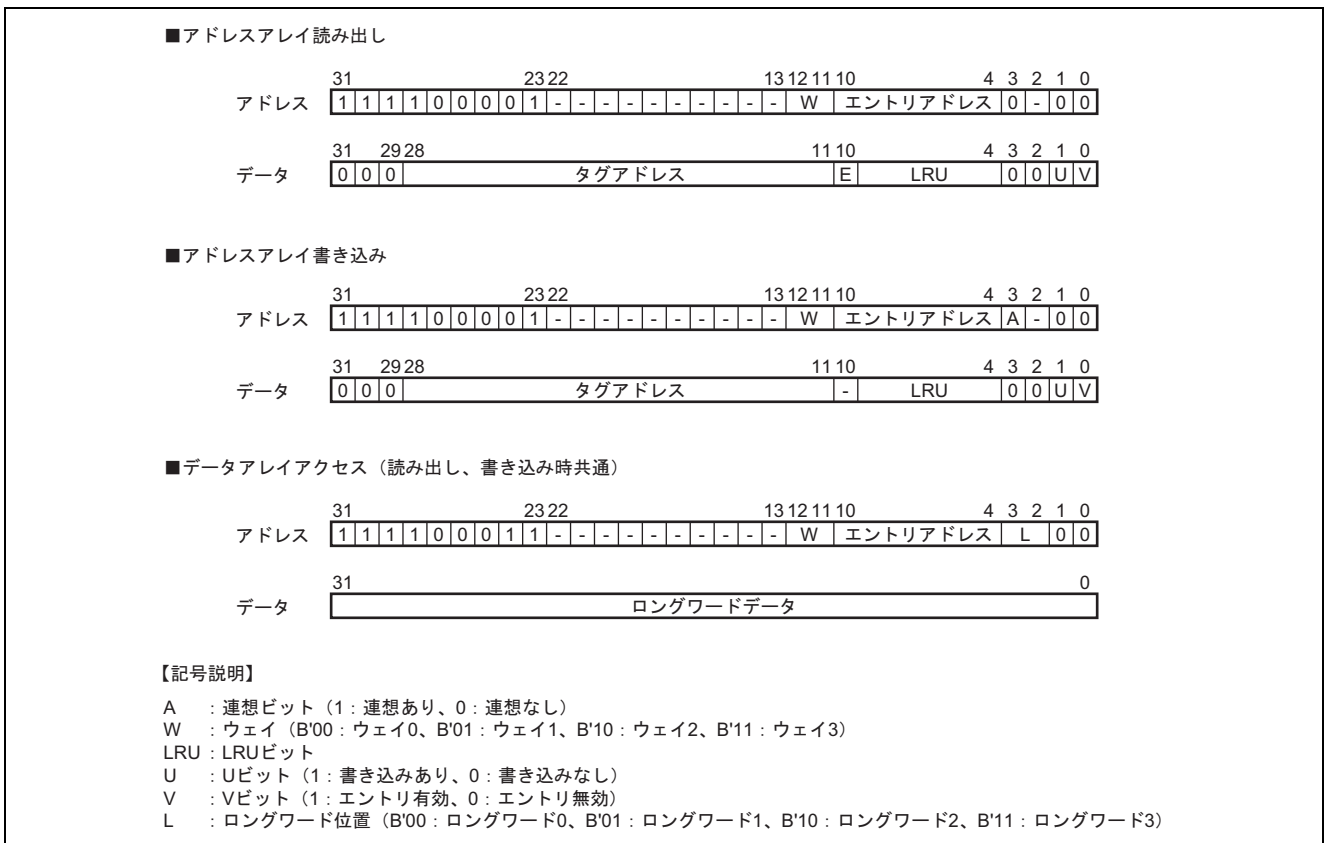 ■アドレスアレイ読み出し
31 23 22 13 12 11 10 4 3 2 1 0
アドレス 1 1 1 1 0 0 0 0 1 - - - - - - - - - - W エントリアドレス 0 - 0 0
31 29 28 11 10 4 3 2 1 0
データ 0 0 0 タグアドレス E LRU 0 0 U V
■アドレスアレイ書き込み
31 23 22 13 12 11 10 4 3 2 1 0
アドレス 1 1 1 1 0 0 0 0 1 - - - - - - - - - - W エントリアドレス A - 0 0
31 29 28 11 10 4 3 2 1 0
データ 0 0 0 タグアドレス - LRU 0 0 U V
■データアレイアクセス（読み出し、書き込み時共通）
31 23 22 13 12 11 10 4 3 2 1 0
アドレス 1 1 1 1 0 0 0 1 1 - - - - - - - - - - W エントリアドレス L 0 0
31 0
データ ロングワードデータ
【記号説明】
A ：連想ビット（1：連想あり、0：連想なし）
W ：ウェイ（B'00：ウェイ0、B'01：ウェイ1、B'10：ウェイ2、B'11：ウェイ3）
LRU：LRUビット
U ：Uビット（1：書き込みあり、0：書き込みなし）
V ：Vビット（1：エントリ有効、0：エントリ無効）
L ：ロングワード位置（B'00：ロングワード0、B'01：ロングワード1、B'10：ロングワード2、B'11：ロングワード3）